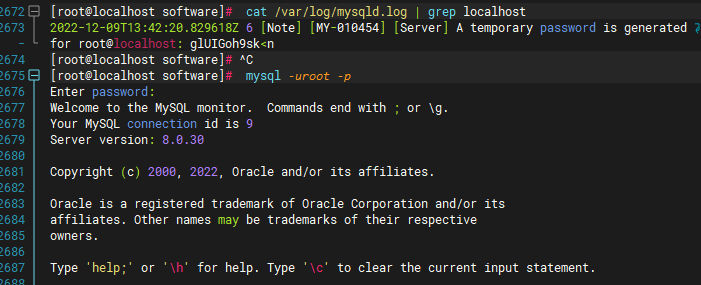 2672 [root@localhost software]#  cat /var/log/mysqld.log | grep localhost
2673 2022-12-09T13:42:20.829618Z 6 [Note] [MY-010454] [Server] A temporary password is generated
- for root@localhost: glUIGoh9sk<n
2674 [root@localhost software]# ^C
2675 [root@localhost software]#  mysql -uroot -p
2676 Enter password:
2677 Welcome to the MySQL monitor.  Commands end with ; or \g.
2678 Your MySQL connection id is 9
2679 Server version: 8.0.30
2680
2681 Copyright (c) 2000, 2022, Oracle and/or its affiliates.
2682
2683 Oracle is a registered trademark of Oracle Corporation and/or its
2684 affiliates. Other names may be trademarks of their respective
2685 owners.
2686
2687 Type 'help;' or '\h' for help. Type '\c' to clear the current input statement.
2688